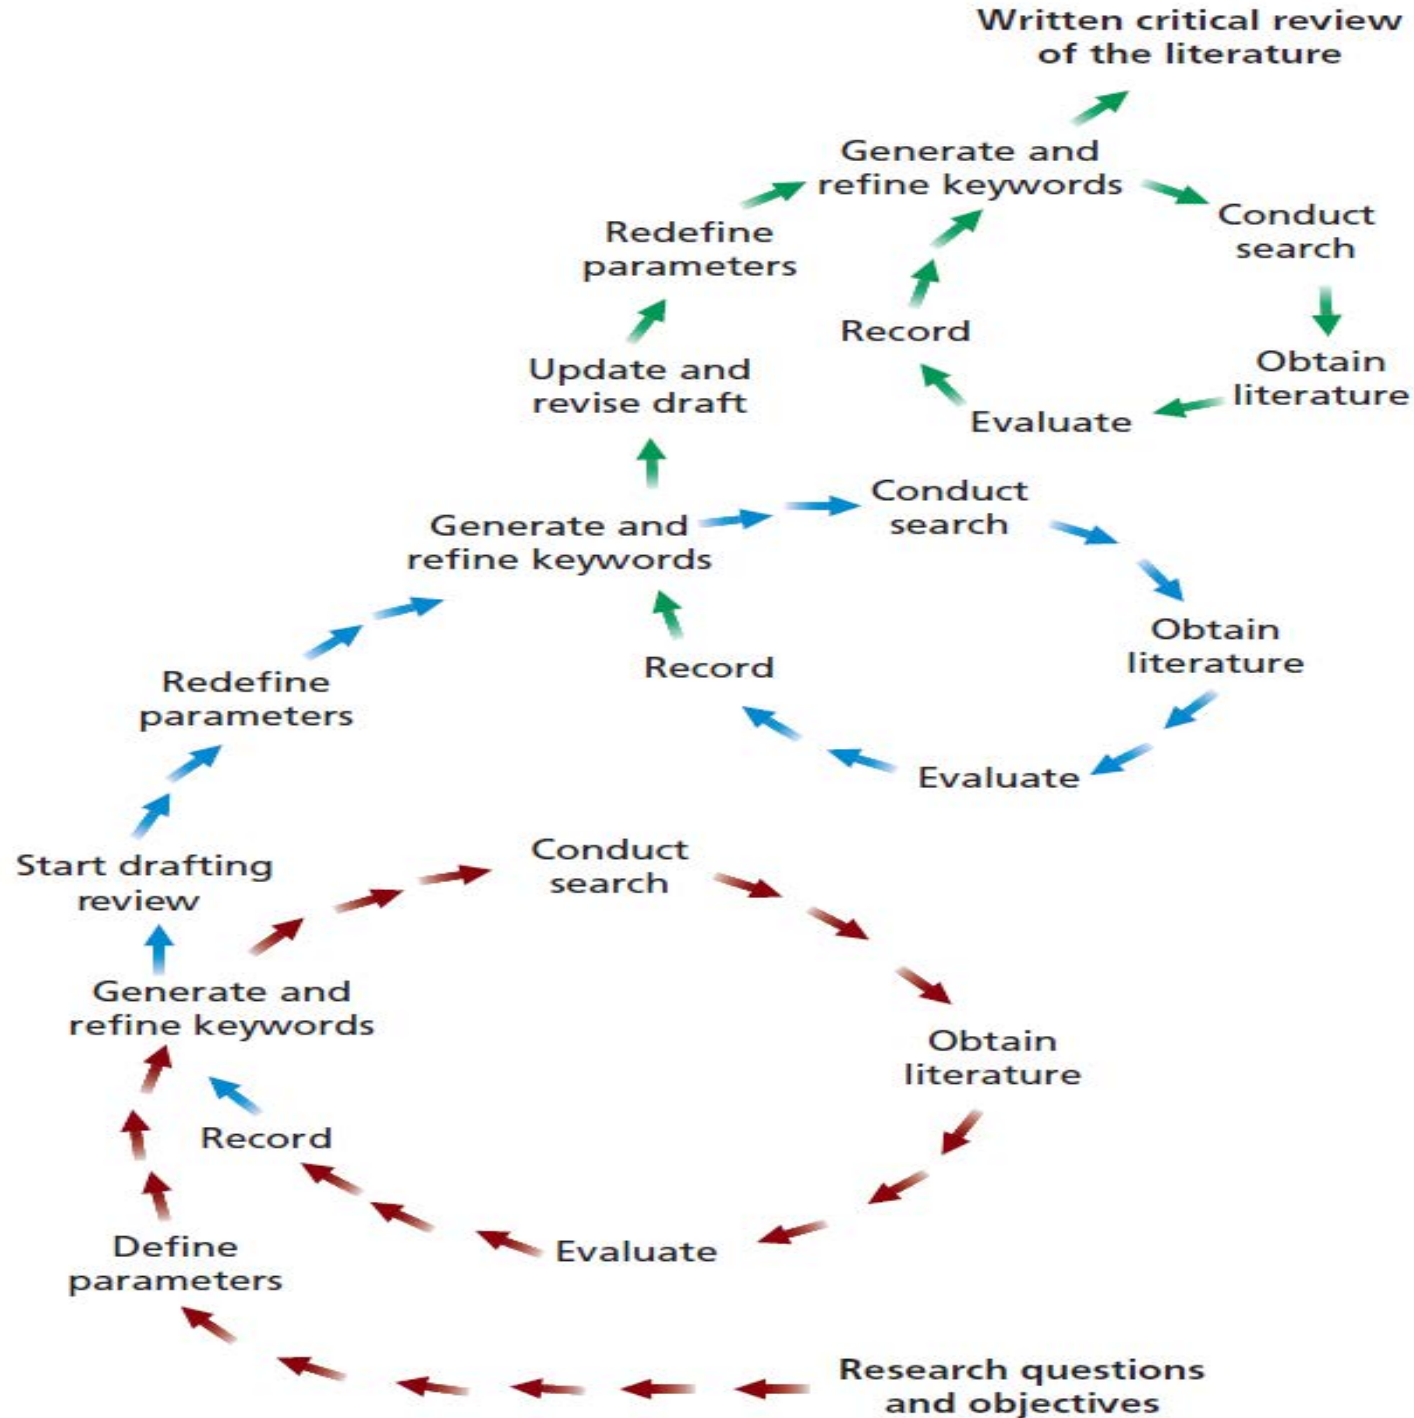 Written critical review
of the literature
Generate and
refine keywords
Conduct
search
Redefine
parameters
Record
Obtain
literature
Update and
revise draft
Evaluate
Conduct
search
Generate and
refine keywords
Obtain
literature
Record
Redefine
parameters
Evaluate
Conduct
search
Start drafting
review
Generate and
refine keywords
Obtain
literature
Record
Define
parameters
Evaluate
Research questions
and objectives